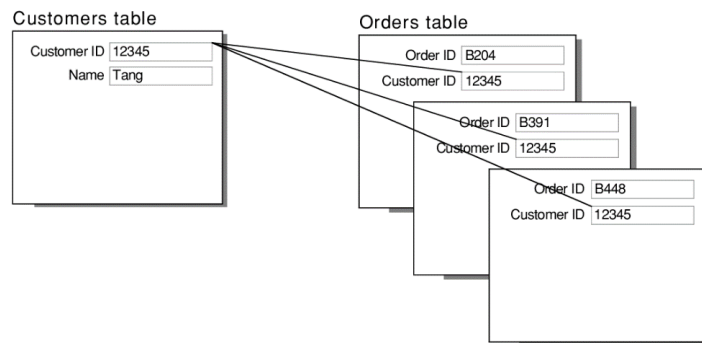 Customers table
Customer ID 12345
Name Tang
Orders table
Order ID B204
Customer ID 12345
Order ID B391
Customer ID 12345
Order ID B448
Customer ID 12345